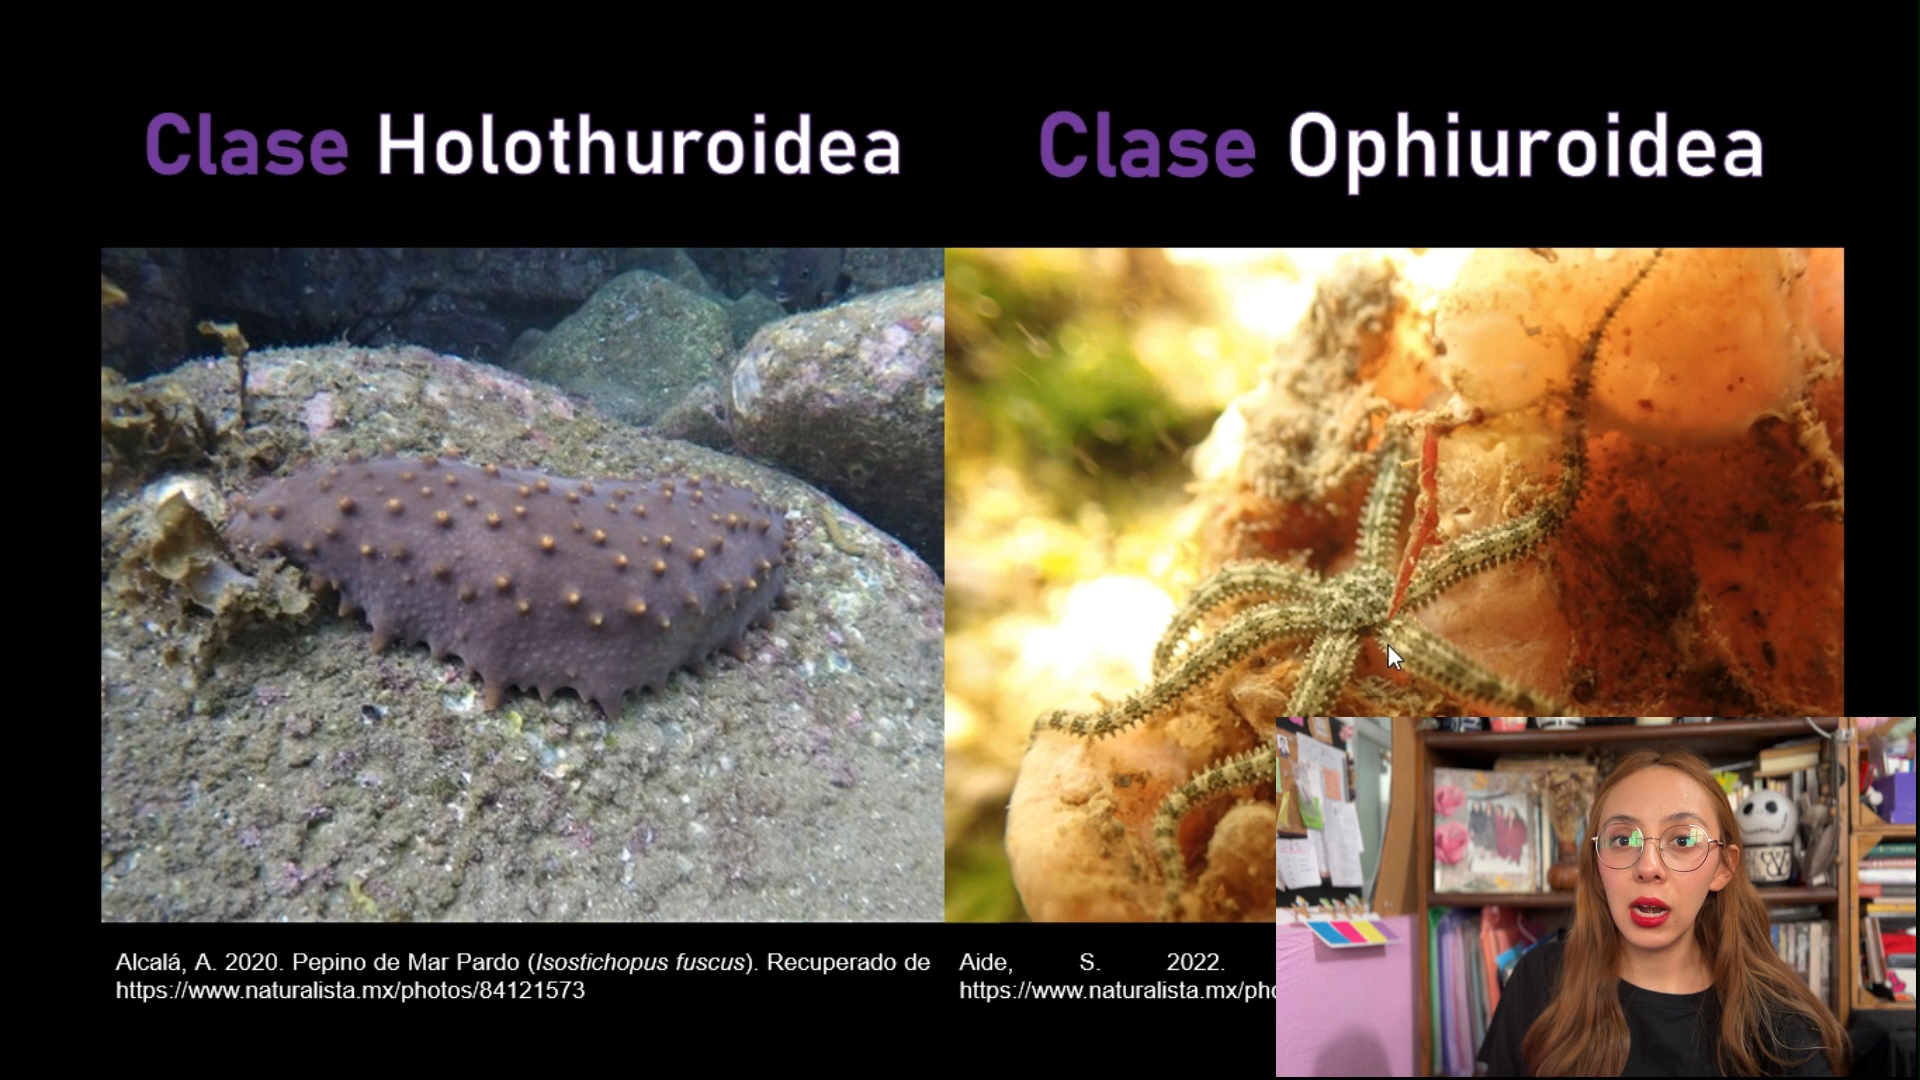 Clase Holothuroidea
Clase Ophiuroidea
Alcalá, A. 2020. Pepino de Mar Pardo (Isostichopus fuscus). Recuperado de
https://www.naturalista.mx/photos/84121573
Aide, S. 2022.
https://www.naturalista.mx/pho